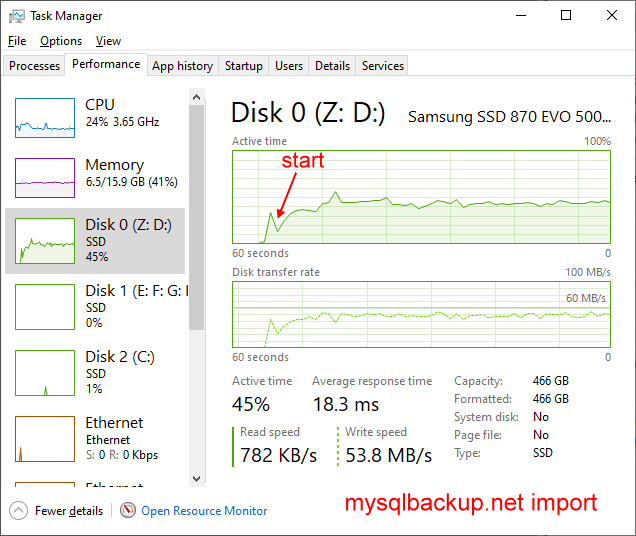 Task Manager
File Options View
Processes Performance App history Startup Users Details Services
CPU
24% 3.65 GHz
Memory
6.5/15.9 GB (41%)
Disk 0 (Z: D:)
SSD
45%
Disk 1 (E: F: G: H
SSD
0%
Disk 2 (C:)
SSD
1%
Ethernet
Ethernet
S: 0 R: 0 Kbps
Ethernet
Disk 0 (Z: D:) Samsung SSD 870 EVO 500...
Active time 100%
start
60 seconds 0
Disk transfer rate 100 MB/s
60 MB/s
60 seconds 0
Active time Average response time
45% 18.3 ms
Read speed Write speed
782 KB/s 53.8 MB/s
Capacity: 466 GB
Formatted: 466 GB
System disk: No
Page file: No
Type: SSD
Fewer details Open Resource Monitor
mysqlbackup.net import